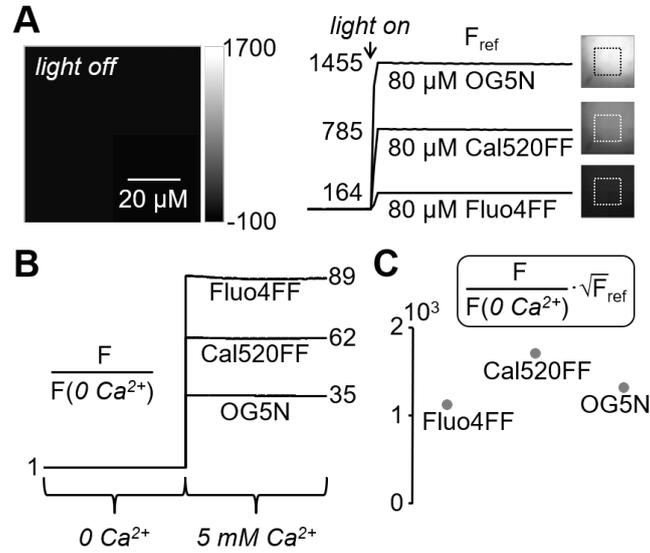 A
light off
1700
-100
20 µM
light on
Fref
1455
80 µM OG5N
785
80 µM Cal520FF
164
80 µM Fluo4FF
B
89
Fluo4FF
62
Cal520FF
35
OG5N
F
F(0 Ca2+)
1
0 Ca2+
5 mM Ca2+
C
F
F(0 Ca2+)
·√Fref
2
10³
Cal520FF
OG5N
1
Fluo4FF
0